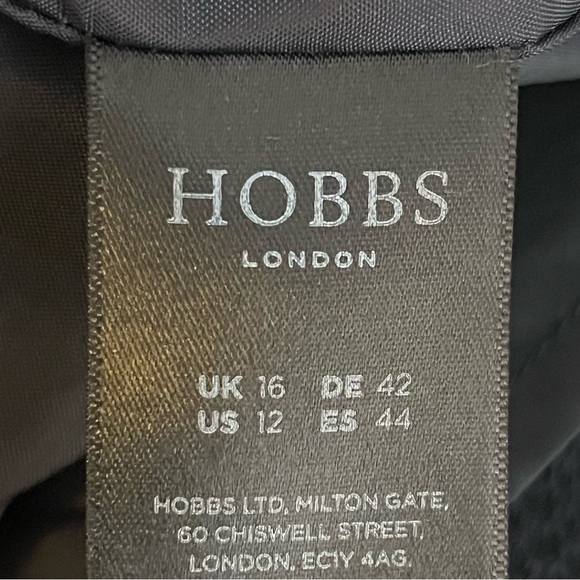 HOBBS
LONDON
UK 16 DE 42
US 12 ES 44
HOBBS LTD, MILTON GATE,
60 CHISWELL STREET,
LONDON. EC1Y 4AG.